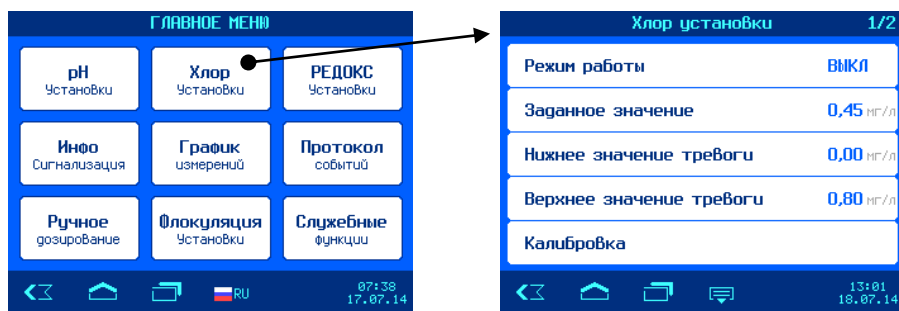 ГЛАВНОЕ МЕНЮ
pH
Установки
Хлор
Установки
РЕДОКС
Установки
Инфо
Сигнализация
График
измерений
Протокол
событий
Ручное
дозирование
Флокуляция
Установки
Служебные
функции
RU
07:38
17.07.14
Хлор установки 1/2
Режим работы ВЫКЛ
Заданное значение 0,45 мг/л
Нижнее значение тревоги 0,00 мг/л
Верхнее значение тревоги 0,80 мг/л
Калибровка
13:01
18.07.14